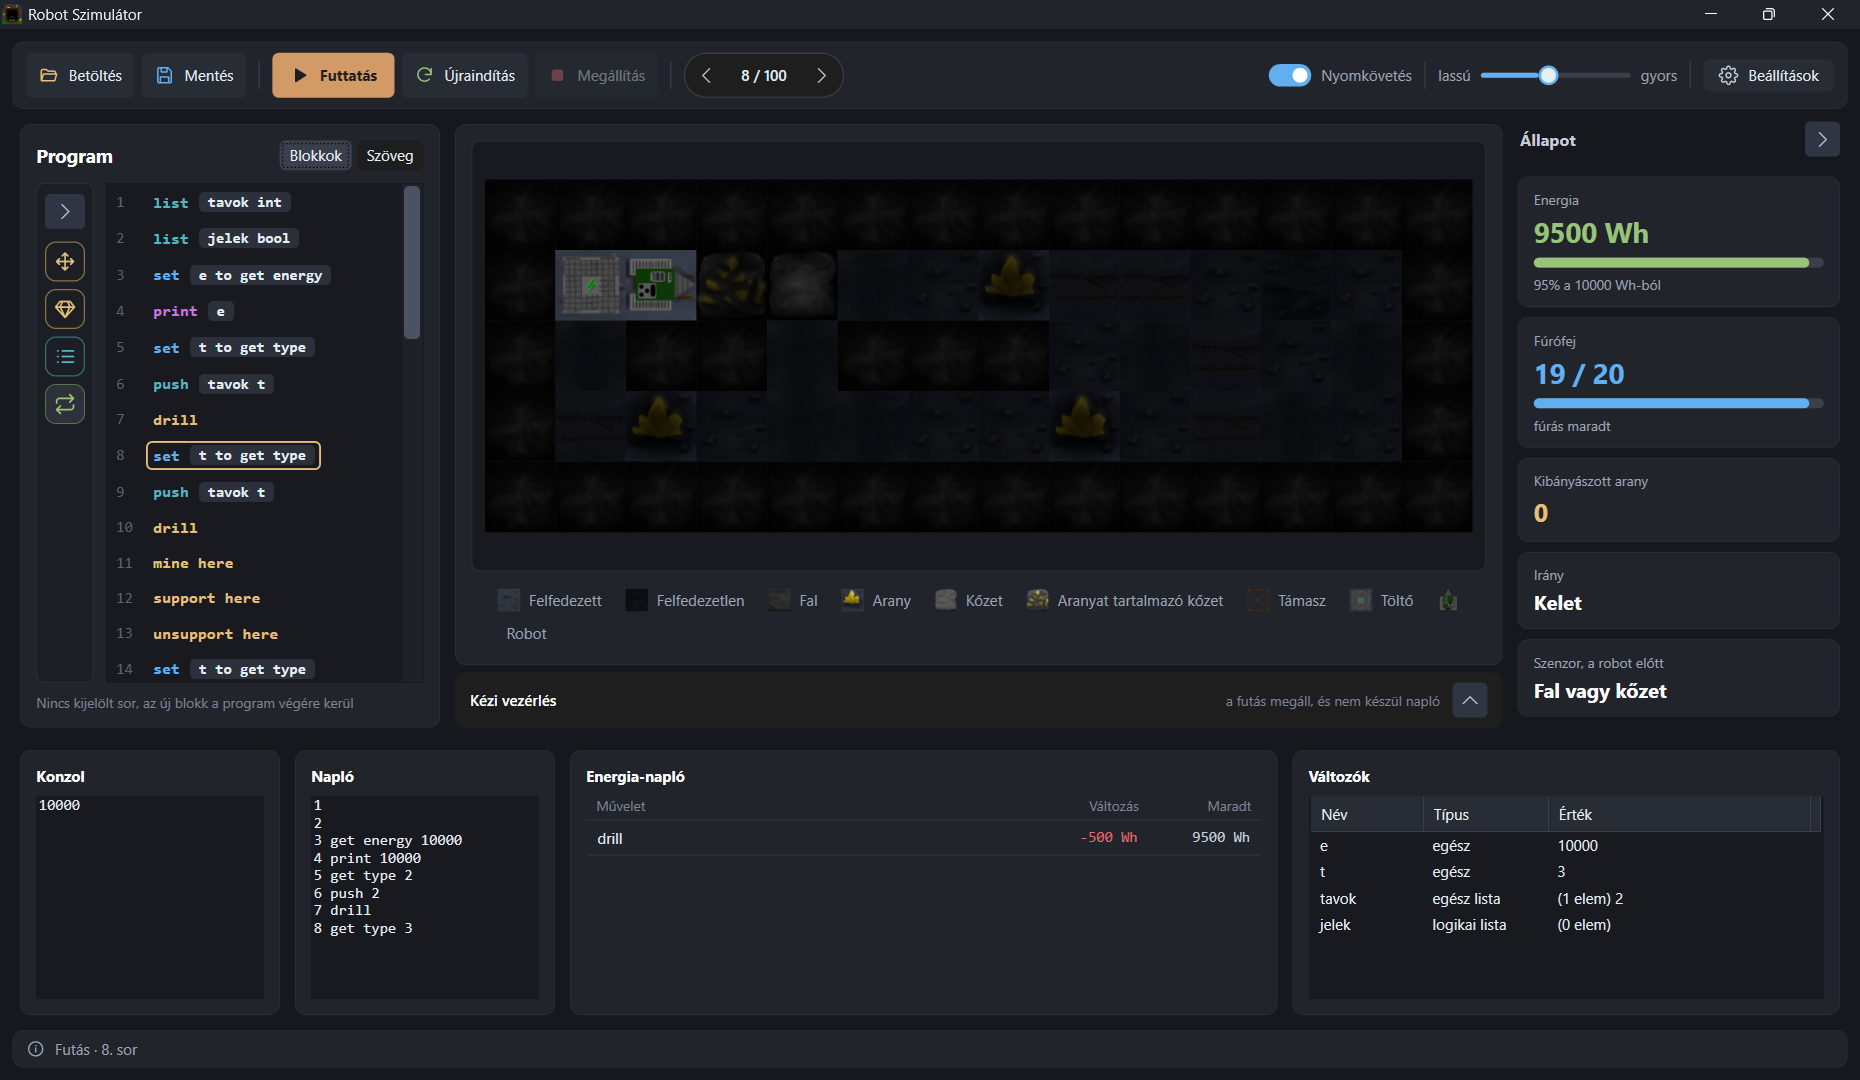 Robot Szimulátor
Betöltés Mentés Futtatás Újraindítás Megállítás 8 / 100 Nyomkövetés lassú gyors Beállítások
Program Blokkok Szöveg
1 list tavok int
2 list jelek bool
3 set e to get energy
4 print e
5 set t to get type
6 push tavok t
7 drill
8 set t to get type
9 push tavok t
10 drill
11 mine here
12 support here
13 unsupport here
14 set t to get type
Nincs kijelölt sor, az új blokk a program végére kerül
Felfedezett Felfedezetlen Fal Arany Kőzet Aranyat tartalmazó kőzet Támasz Töltő
Robot
Kézi vezérlés a futás megáll, és nem készül napló
Állapot
Energia
9500 Wh
95% a 10000 Wh-ból
Fúrófej
19 / 20
fúrás maradt
Kibányászott arany
0
Irány
Kelet
Szenzor, a robot előtt
Fal vagy kőzet
Konzol
10000
Napló
1
2
3 get energy 10000
4 print 10000
5 get type 2
6 push 2
7 drill
8 get type 3
Energia-napló
Művelet Változás Maradt
drill -500 Wh 9500 Wh
Változók
Név Típus Érték
e egész 10000
t egész 3
tavok egész lista (1 elem) 2
jelek logikai lista (0 elem)
Futás · 8. sor